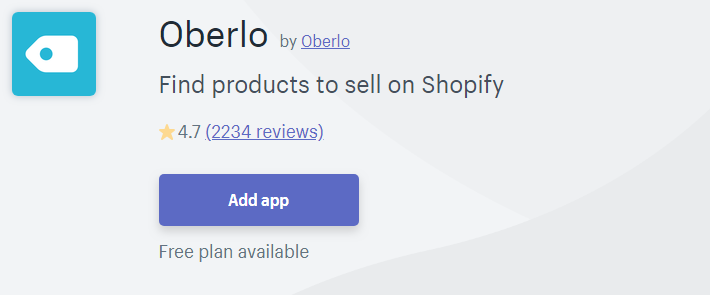 Oberlo by Oberlo
Find products to sell on Shopify
4.7 (2234 reviews)
Add app
Free plan available